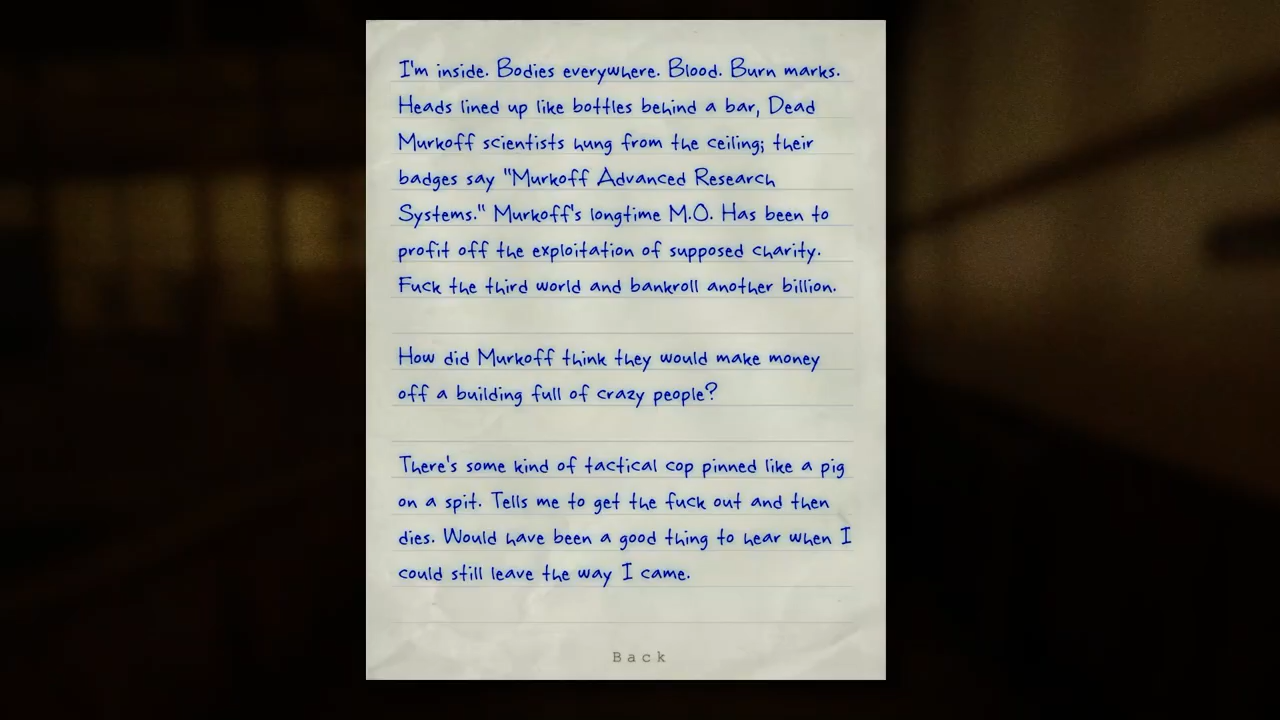 I'm inside. Bodies everywhere. Blood. Burn marks.
Heads lined up like bottles behind a bar, Dead
Murkoff scientists hung from the ceiling; their
badges say "Murkoff Advanced Research
Systems." Murkoff's longtime M.O. Has been to
profit off the exploitation of supposed charity.
Fuck the third world and bankroll another billion.
How did Murkoff think they would make money
off a building full of crazy people?
There's some kind of tactical cop pinned like a pig
on a spit. Tells me to get the fuck out and then
dies. Would have been a good thing to hear when I
could still leave the way I came.
Back